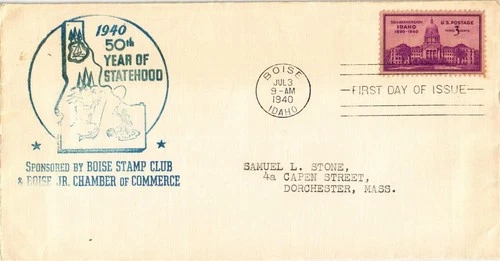 1940
50th
YEAR OF
STATEHOOD
SPONSORED BY BOISE STAMP CLUB
& BOISE JR. CHAMBER OF COMMERCE
BOISE
JUL 3
9-AM
1940
IDAHO
50TH ANNIVERSARY
IDAHO
1890-1940
U.S. POSTAGE
3
FIRST DAY OF ISSUE
SAMUEL L. STONE,
4a CAPEN STREET,
DORCHESTER, MASS.